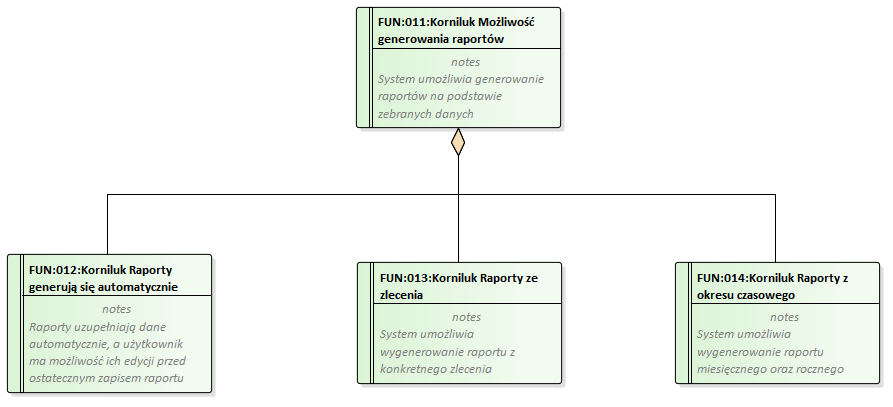 FUN:011:Korniluk Możliwość
generowania raportów
notes
System umożliwia generowanie
raportów na podstawie
zebranych danych
FUN:012:Korniluk Raporty
generują się automatycznie
notes
Raporty uzupełniają dane
automatycznie, a użytkownik
ma możliwość ich edycji przed
ostatecznym zapisem raportu
FUN:013:Korniluk Raporty ze
zlecenia
notes
System umożliwia
wygenerowanie raportu z
konkretnego zlecenia
FUN:014:Korniluk Raporty z
okresu czasowego
notes
System umożliwia
wygenerowanie raportu
miesięcznego oraz rocznego